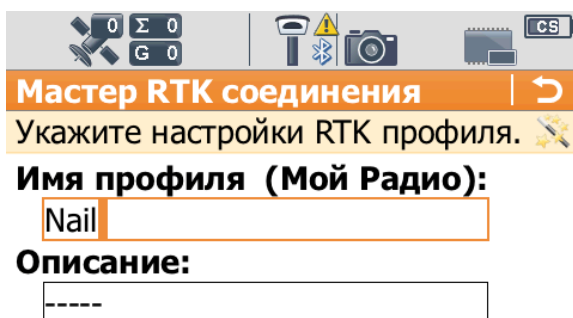 0 Σ 0
G 0
CS
Мастер RTK соединения
Укажите настройки RTK профиля.
Имя профиля (Мой Радио):
Nail
Описание:
-----